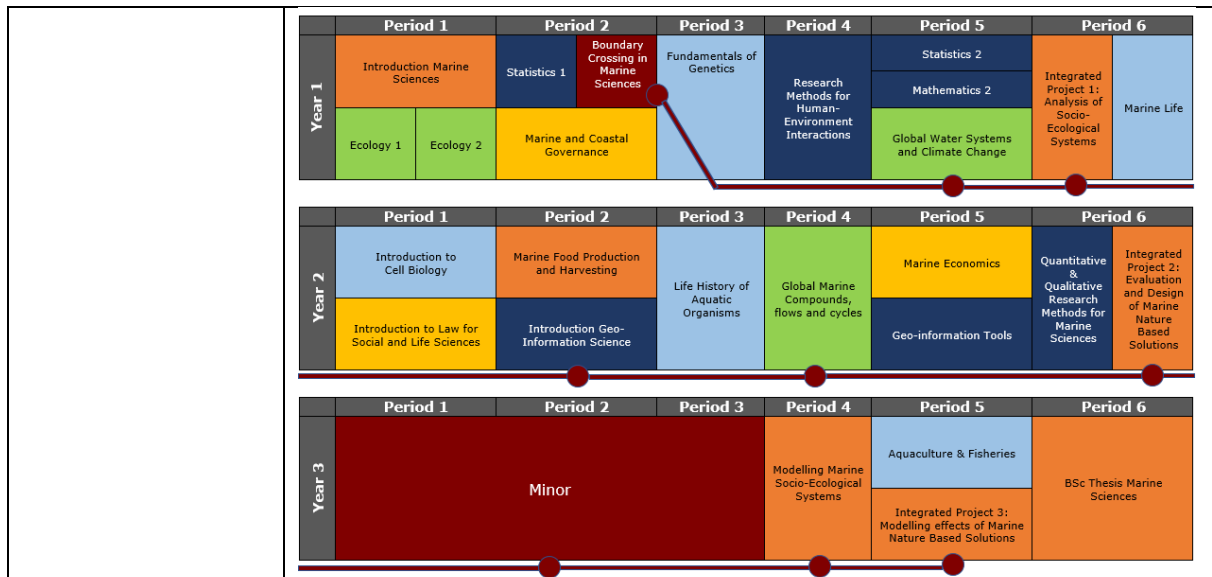 Period 1
Period 2
Period 3
Period 4
Period 5
Period 6
Year 1
Introduction Marine
Sciences
Ecology 1
Ecology 2
Statistics 1
Boundary
Crossing in
Marine
Sciences
Marine and Coastal
Governance
Fundamentals of
Genetics
Research
Methods for
Human-
Environment
Interactions
Statistics 2
Mathematics 2
Global Water Systems
and Climate Change
Integrated
Project 1:
Analysis of
Socio-
Ecological
Systems
Marine Life
Period 1
Period 2
Period 3
Period 4
Period 5
Period 6
Year 2
Introduction to
Cell Biology
Introduction to Law for
Social and Life Sciences
Marine Food Production
and Harvesting
Introduction Geo-
Information Science
Life History of
Aquatic
Organisms
Global Marine
Compounds,
flows and cycles
Marine Economics
Geo-information Tools
Quantitative
&
Qualitative
Research
Methods for
Marine
Sciences
Integrated
Project 2:
Evaluation
and Design
of Marine
Nature
Based
Solutions
Period 1
Period 2
Period 3
Period 4
Period 5
Period 6
Year 3
Minor
Modelling Marine
Socio-Ecological
Systems
Aquaculture & Fisheries
Integrated Project 3:
Modelling effects of Marine
Nature Based Solutions
BSc Thesis Marine
Sciences